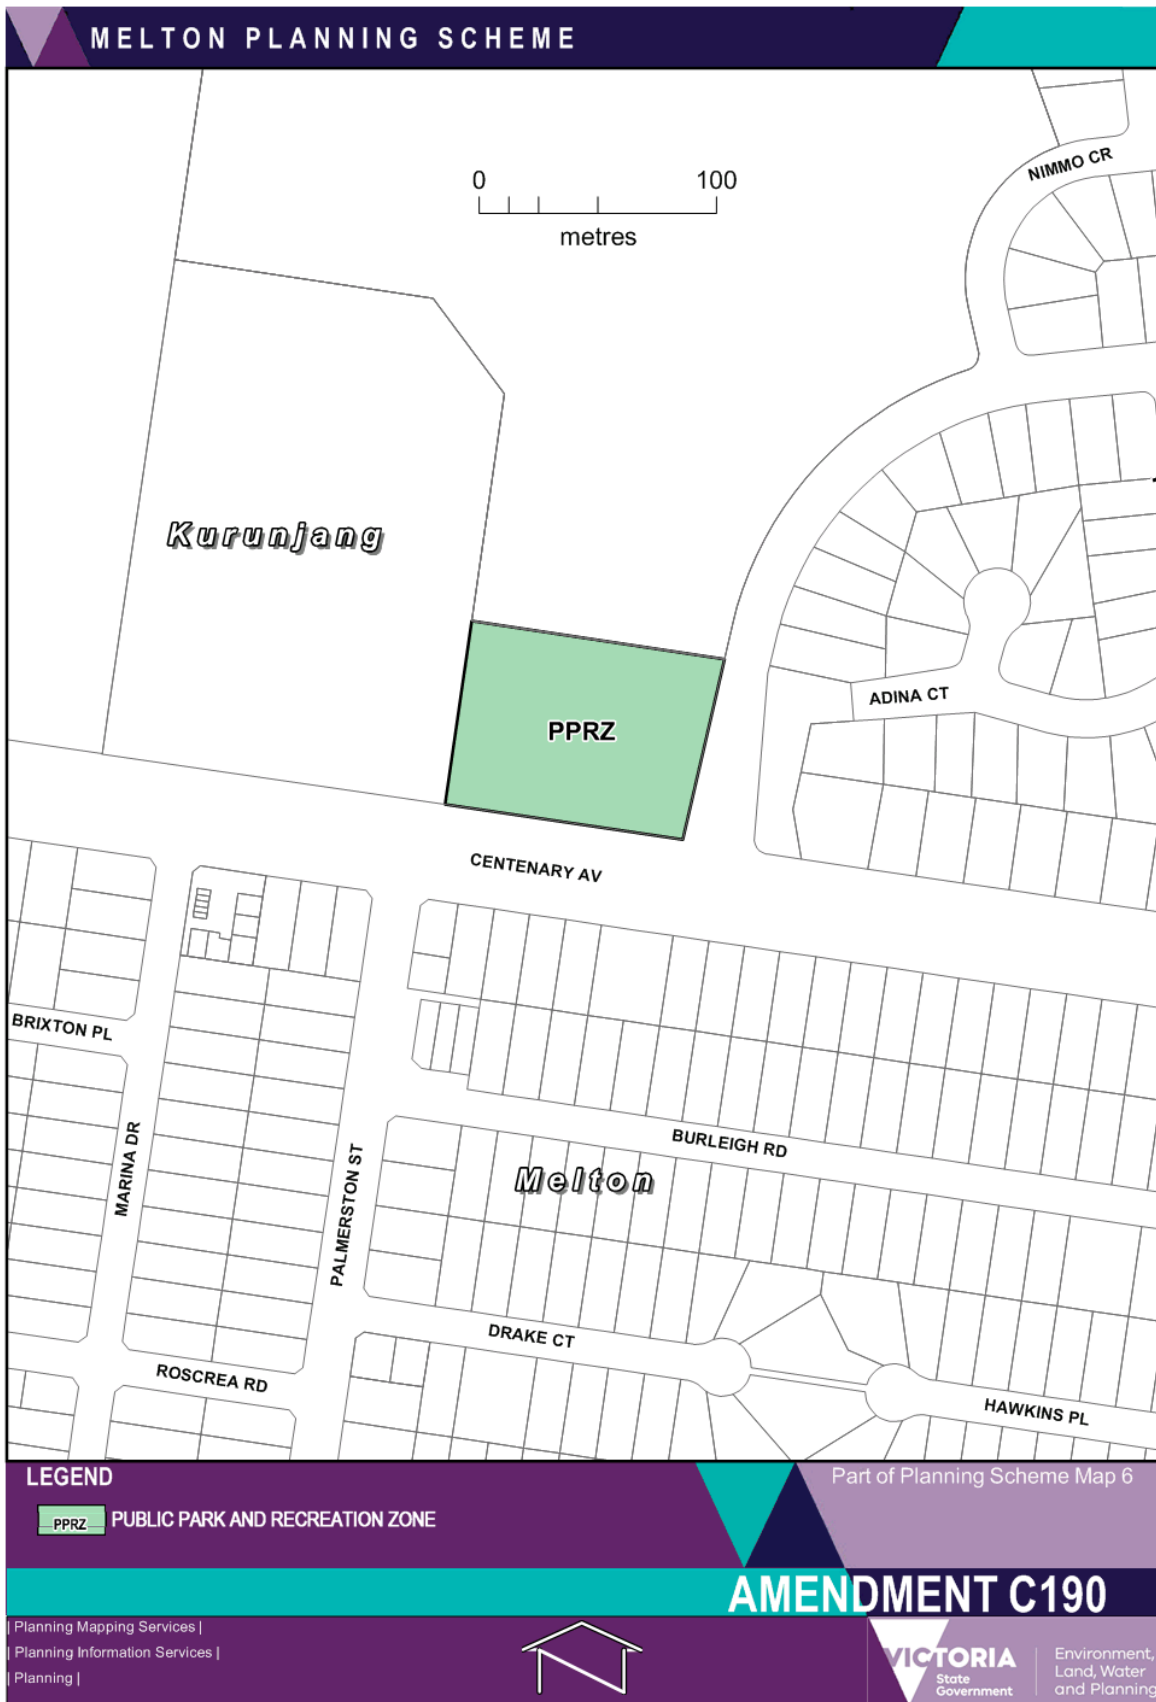 MELTON PLANNING SCHEME
NIMMO CR
0 100
metres
Kurunjang
PPRZ
ADINA CT
CENTENARY AV
BRIXTON PL
MARINA DR
PALMERSTON ST
BURLEIGH RD
Melton
DRAKE CT
ROSCREA RD
HAWKINS PL
LEGEND
Part of Planning Scheme Map 6
PPRZ PUBLIC PARK AND RECREATION ZONE
AMENDMENT C190
| Planning Mapping Services |
| Planning Information Services |
| Planning |
VICTORIA
State
Government
Environment,
Land, Water
and Planning